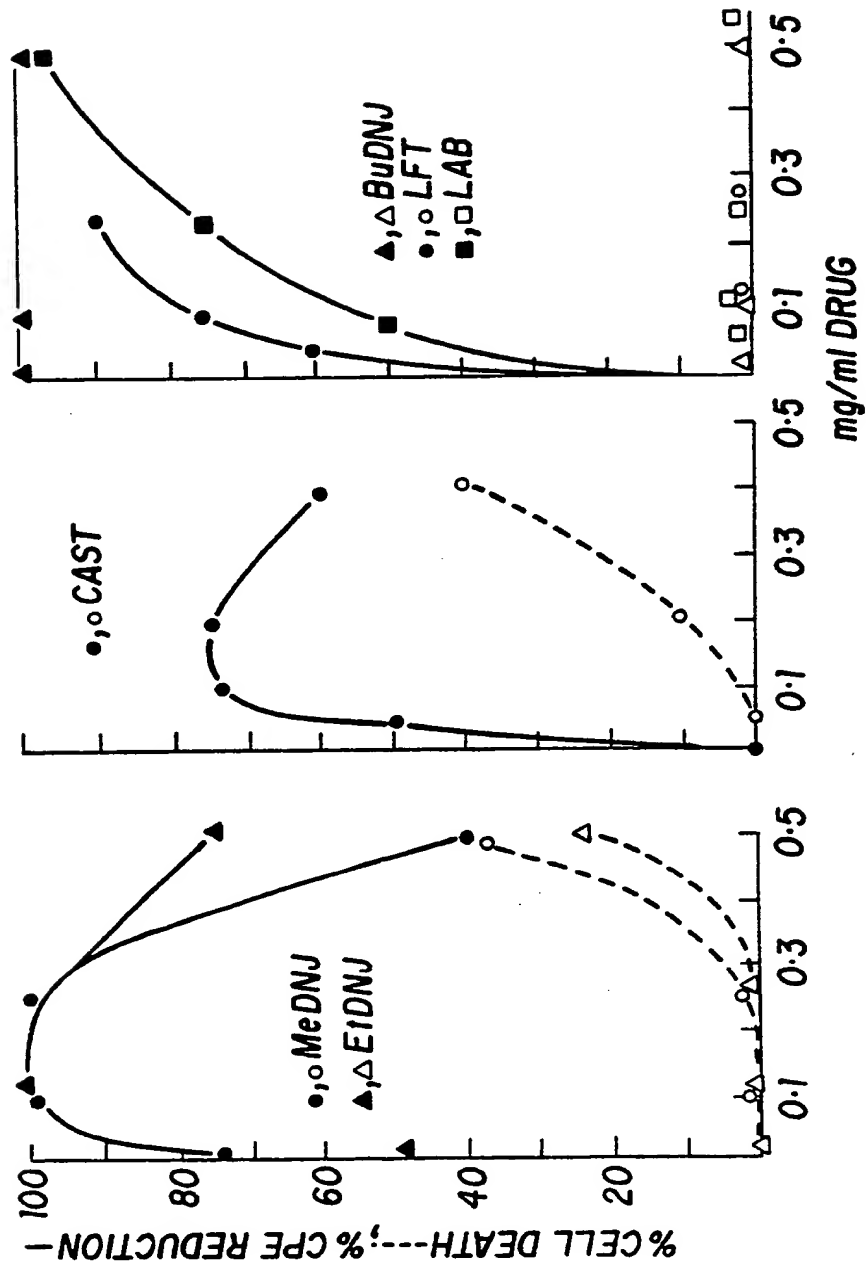 %CELL DEATH---; % CPE REDUCTION—
100
80
60
40
20
●,○MeDNJ
▲,△EtDNJ
0·1
0·3
0·5
●,○CAST
0·1
0·3
0·5
▲,△BuDNJ
●,○LFT
■,□LAB
0·1
0·3
0·5
mg/ml DRUG